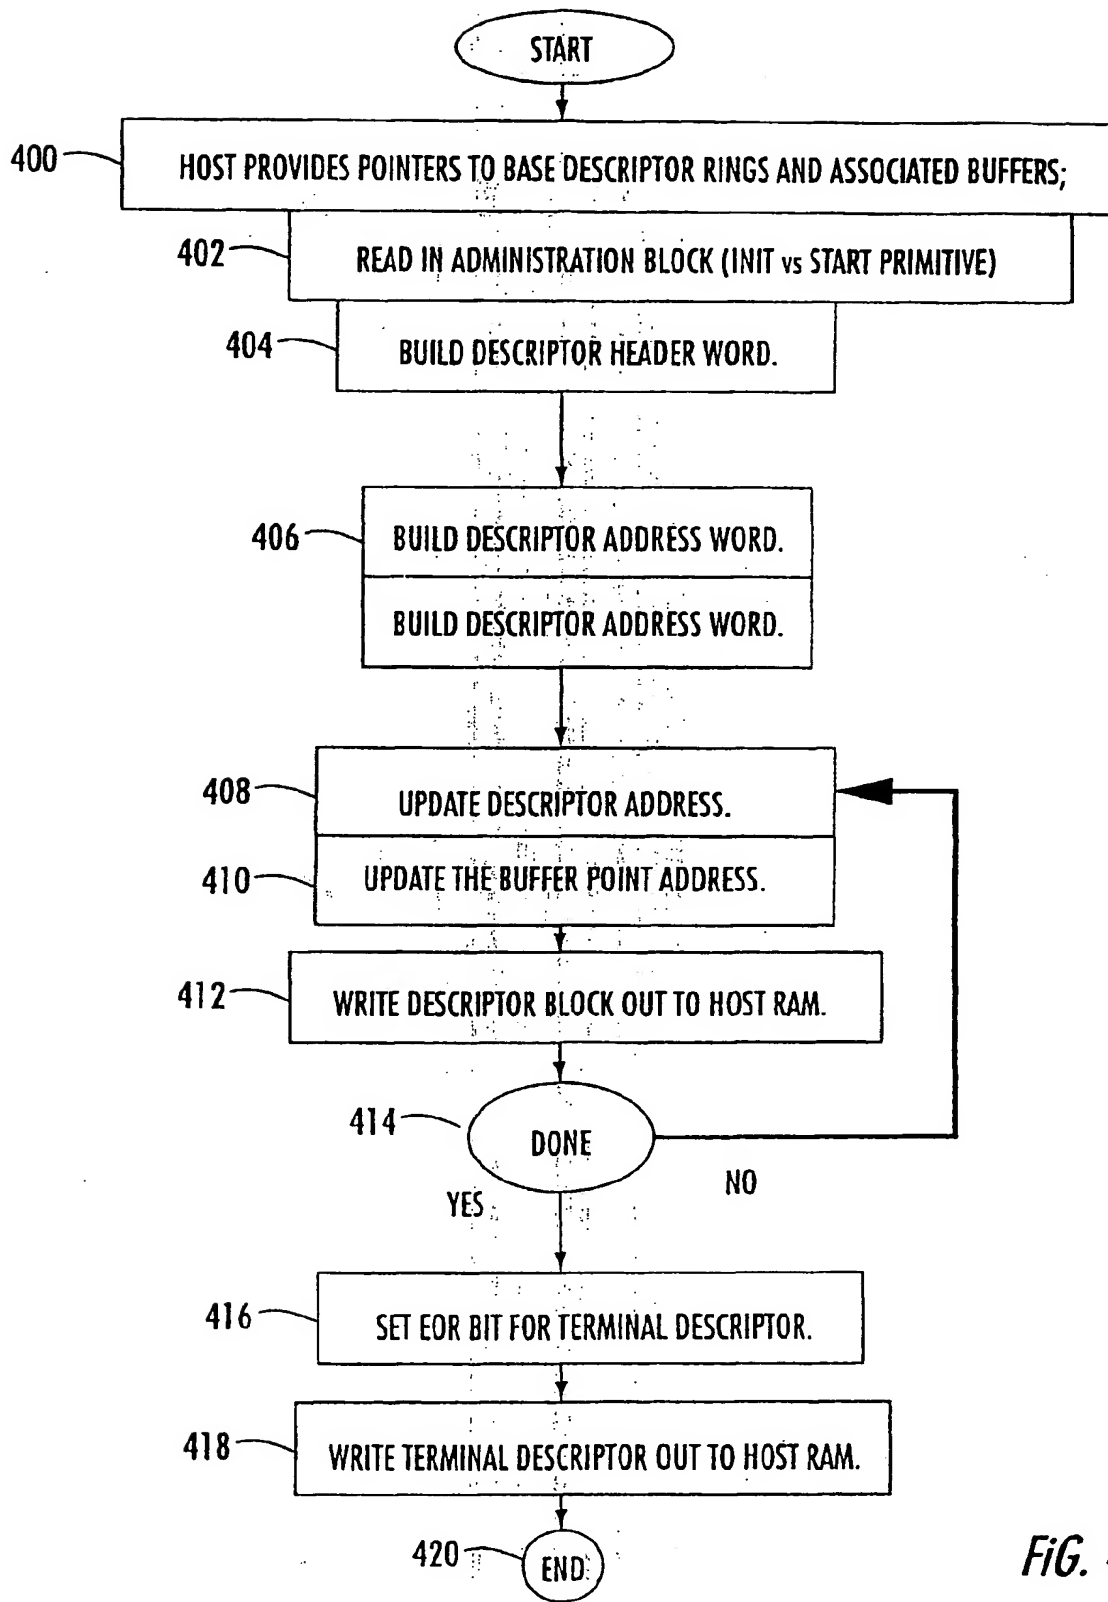 START
400
HOST PROVIDES POINTERS TO BASE DESCRIPTOR RINGS AND ASSOCIATED BUFFERS;
402
READ IN ADMINISTRATION BLOCK (INIT vs START PRIMITIVE)
404
BUILD DESCRIPTOR HEADER WORD.
406
BUILD DESCRIPTOR ADDRESS WORD.
BUILD DESCRIPTOR ADDRESS WORD.
408
UPDATE DESCRIPTOR ADDRESS.
410
UPDATE THE BUFFER POINT ADDRESS.
412
WRITE DESCRIPTOR BLOCK OUT TO HOST RAM.
414
DONE
NO
YES
416
SET EOR BIT FOR TERMINAL DESCRIPTOR.
418
WRITE TERMINAL DESCRIPTOR OUT TO HOST RAM.
420
END
FIG.